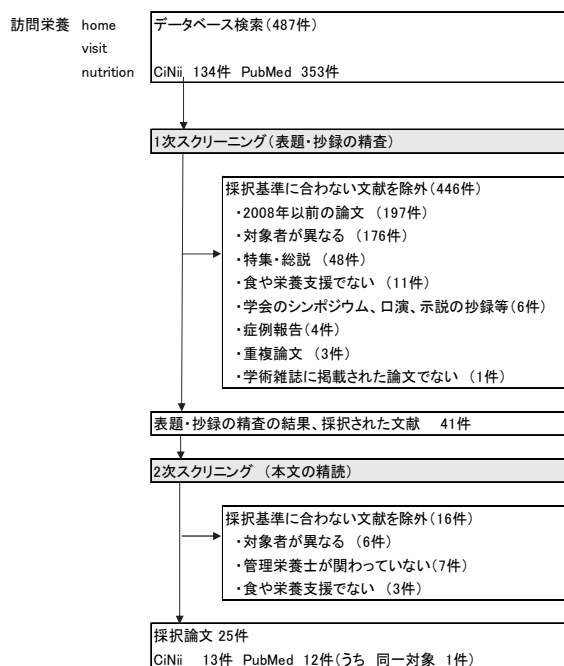 訪問栄養 home
visit
nutrition
データベース検索(487件)
CiNii 134件 PubMed 353件
1次スクリーニング(表題・抄録の精査)
採択基準に合わない文献を除外(446件)
・2008年以前の論文 (197件)
・対象者が異なる (176件)
・特集・総説 (48件)
・食や栄養支援でない (11件)
・学会のシンポジウム、口演、示説の抄録等(6件)
・症例報告(4件)
・重複論文 (3件)
・学術雑誌に掲載された論文でない (1件)
表題・抄録の精査の結果、採択された文献 41件
2次スクリニング (本文の精読)
採択基準に合わない文献を除外(16件)
・対象者が異なる (6件)
・管理栄養士が関わっていない(7件)
・食や栄養支援でない (3件)
採択論文 25件
CiNii 13件 PubMed 12件(うち 同一対象 1件)